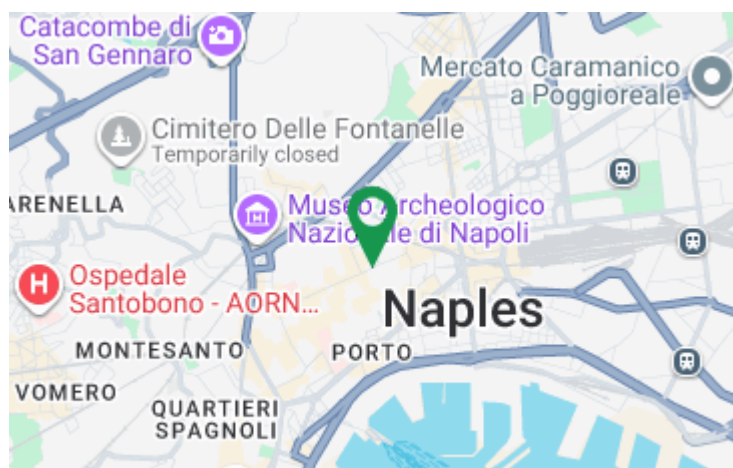 Catacombe di
San Gennaro
Mercato Caramanico
a Poggioreale
Cimitero Delle Fontanelle
Temporarily closed
ARENELLA
Museo Archeologico
Nazionale di Napoli
H
Ospedale
Santobono - AORN...
Naples
MONTESANTO
PORTO
VOMERO
QUARTIERI
SPAGNOLI